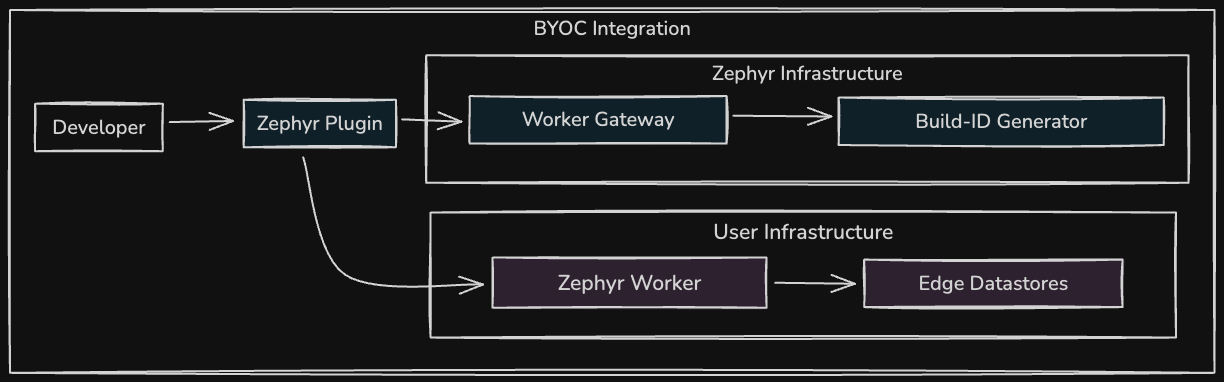 BYOC Integration
Zephyr Infrastructure
Developer
Zephyr Plugin
Worker Gateway
Build-ID Generator
User Infrastructure
Zephyr Worker
Edge Datastores